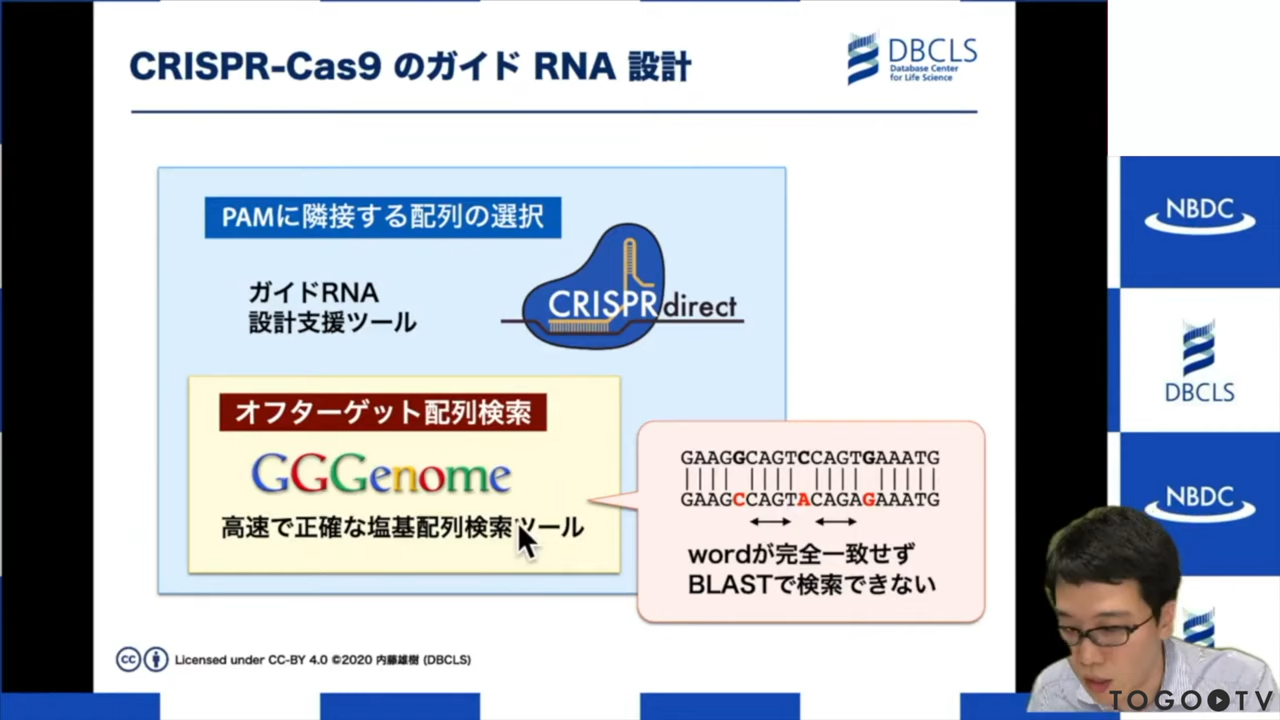 CRISPR-Cas9 のガイド RNA 設計
DBCLS
Database Center
for Life Science
PAMに隣接する配列の選択
ガイドRNA
設計支援ツール
CRISPRdirect
オフターゲット配列検索
GGGenome
高速で正確な塩基配列検索ツール
GAAGGCAGTCCAGTGAAATG
GAAGCCAGTACAGAGAAATG
wordが完全一致せず
BLASTで検索できない
cc Licensed under CC-BY 4.0 ©2020 内藤雄樹 (DBCLS)
NBDC
DBCLS
NBDC
TOGO TV